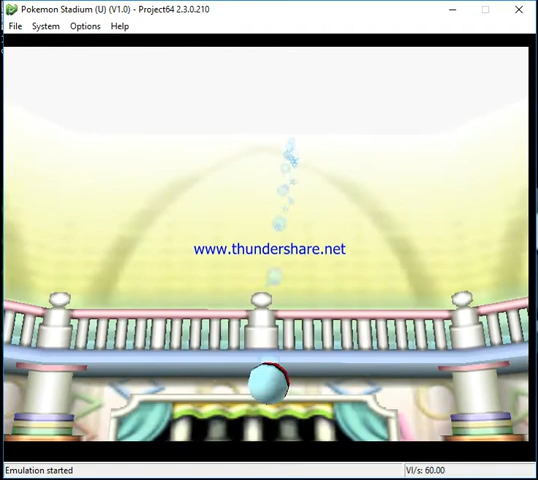 Pokemon Stadium (U) (V1.0) - Project64 2.3.0.210
File System Options Help
www.thundershare.net
Emulation started VI/s: 60.00